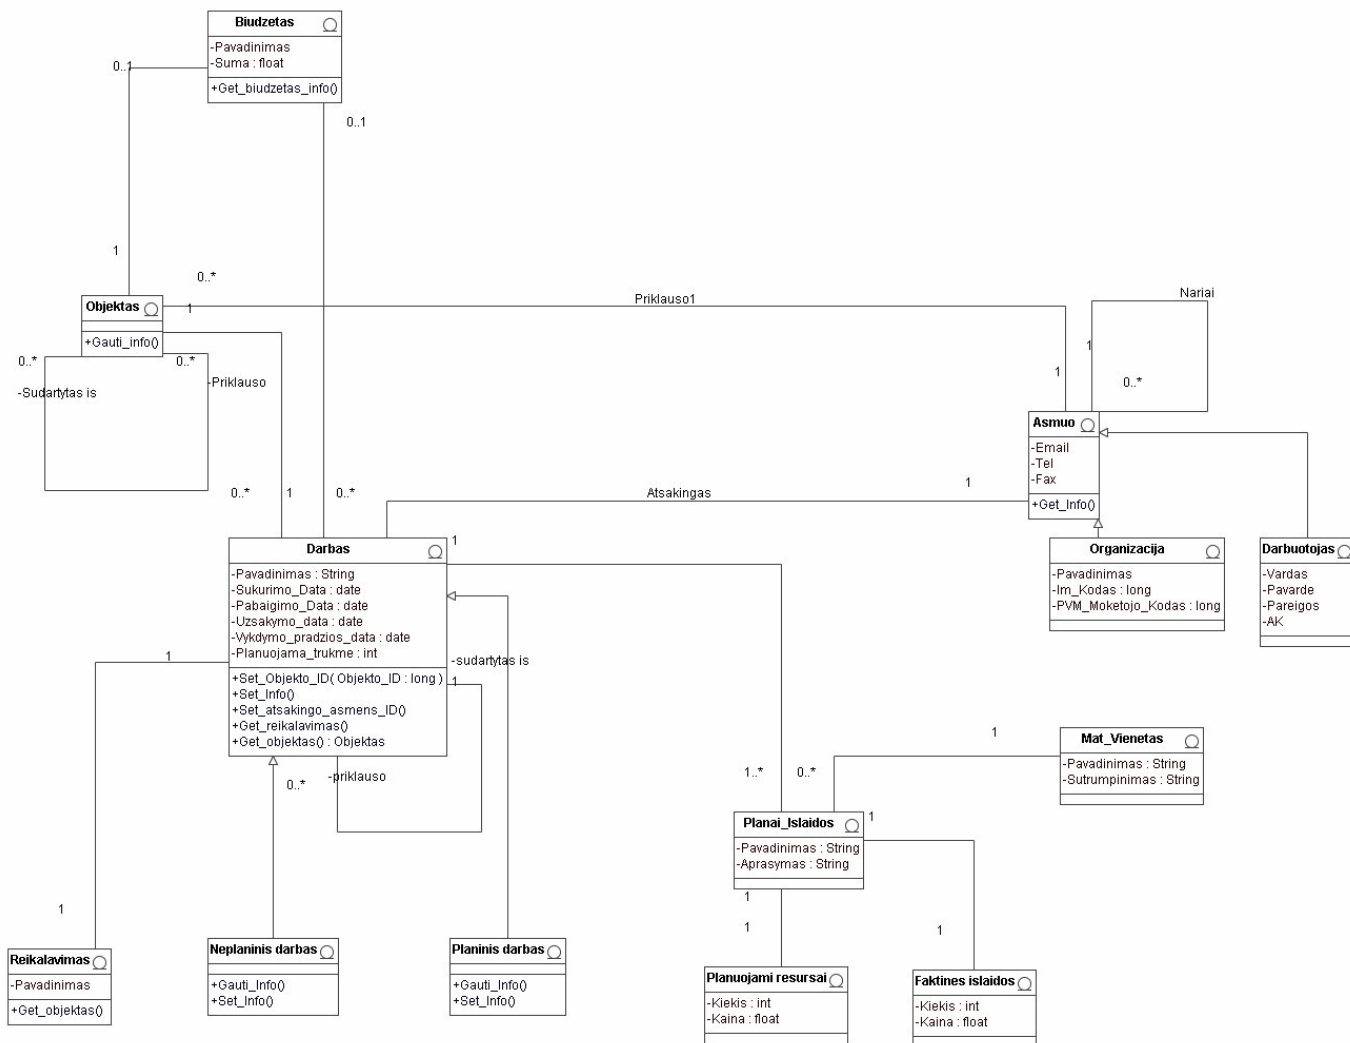 Biudzetas
-Pavadinimas
-Suma : float
+Get_biudzetas_info()
0..1
0..1
1
0..*
Objektas
1
+Gauti_info()
0..*
0..*
-Sudartytas is
-Priklauso
Priklauso1
Nariai
1
1
0..*
Asmuo
-Email
-Tel
-Fax
+Get_Info()
0..*
1
0..*
Atsakingas
1
Darbas
1
-Pavadinimas : String
-Sukurimo_Data : date
-Pabaigimo_Data : date
-Uzsakymo_data : date
-Vykdymo_pradzios_data : date
-Planuojama_trukme : int
+Set_Objekto_ID( Objekto_ID : long )
+Set_Info()
+Set_atsakingo_asmens_ID()
+Get_reikalavimas()
+Get_objektas() : Objektas
-sudartytas is
1
1
0..*
-priklauso
Organizacija
-Pavadinimas
-Im_Kodas : long
-PVM_Moketojo_Kodas : long
Darbuotojas
-Vardas
-Pavarde
-Pareigos
-AK
1
Mat_Vienetas
-Pavadinimas : String
-Sutrumpinimas : String
1..*
0..*
Planai_Islaidos
1
-Pavadinimas : String
-Aprasymas : String
1
1
1
1
Reikalavimas
-Pavadinimas
+Get_objektas()
Neplaninis darbas
+Gauti_Info()
+Set_Info()
Planinis darbas
+Gauti_Info()
+Set_Info()
Planuojami resursai
-Kiekis : int
-Kaina : float
Faktines islaidos
-Kiekis : int
-Kaina : float